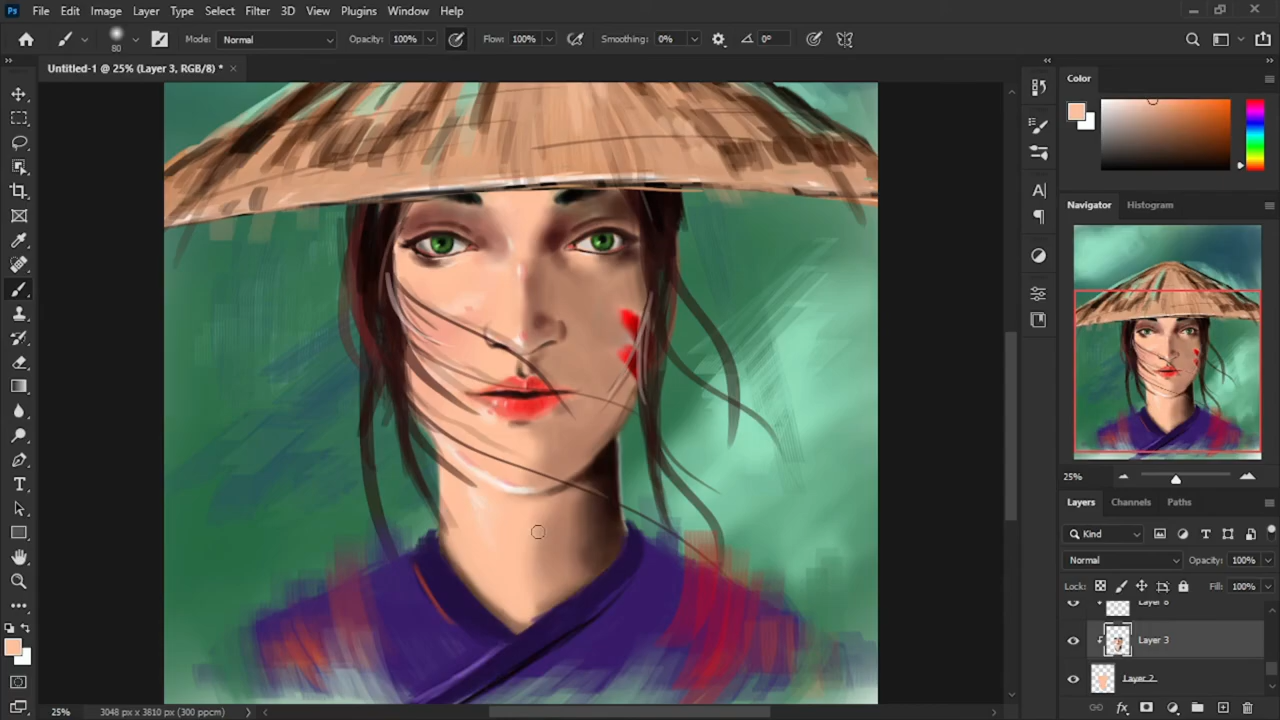 Ps File Edit Image Layer Type Select Filter 3D View Plugins Window Help
80 Mode: Normal Opacity: 100% Flow: 100% Smoothing: 0% 0°
Untitled-1 @ 25% (Layer 3, RGB/8) * ×
Color
Navigator Histogram
25%
Layers Channels Paths
Kind
Normal Opacity: 100%
Lock: Fill: 100%
Layer 8
Layer 3
Layer 2
25% 3048 px x 3810 px (300 ppcm)